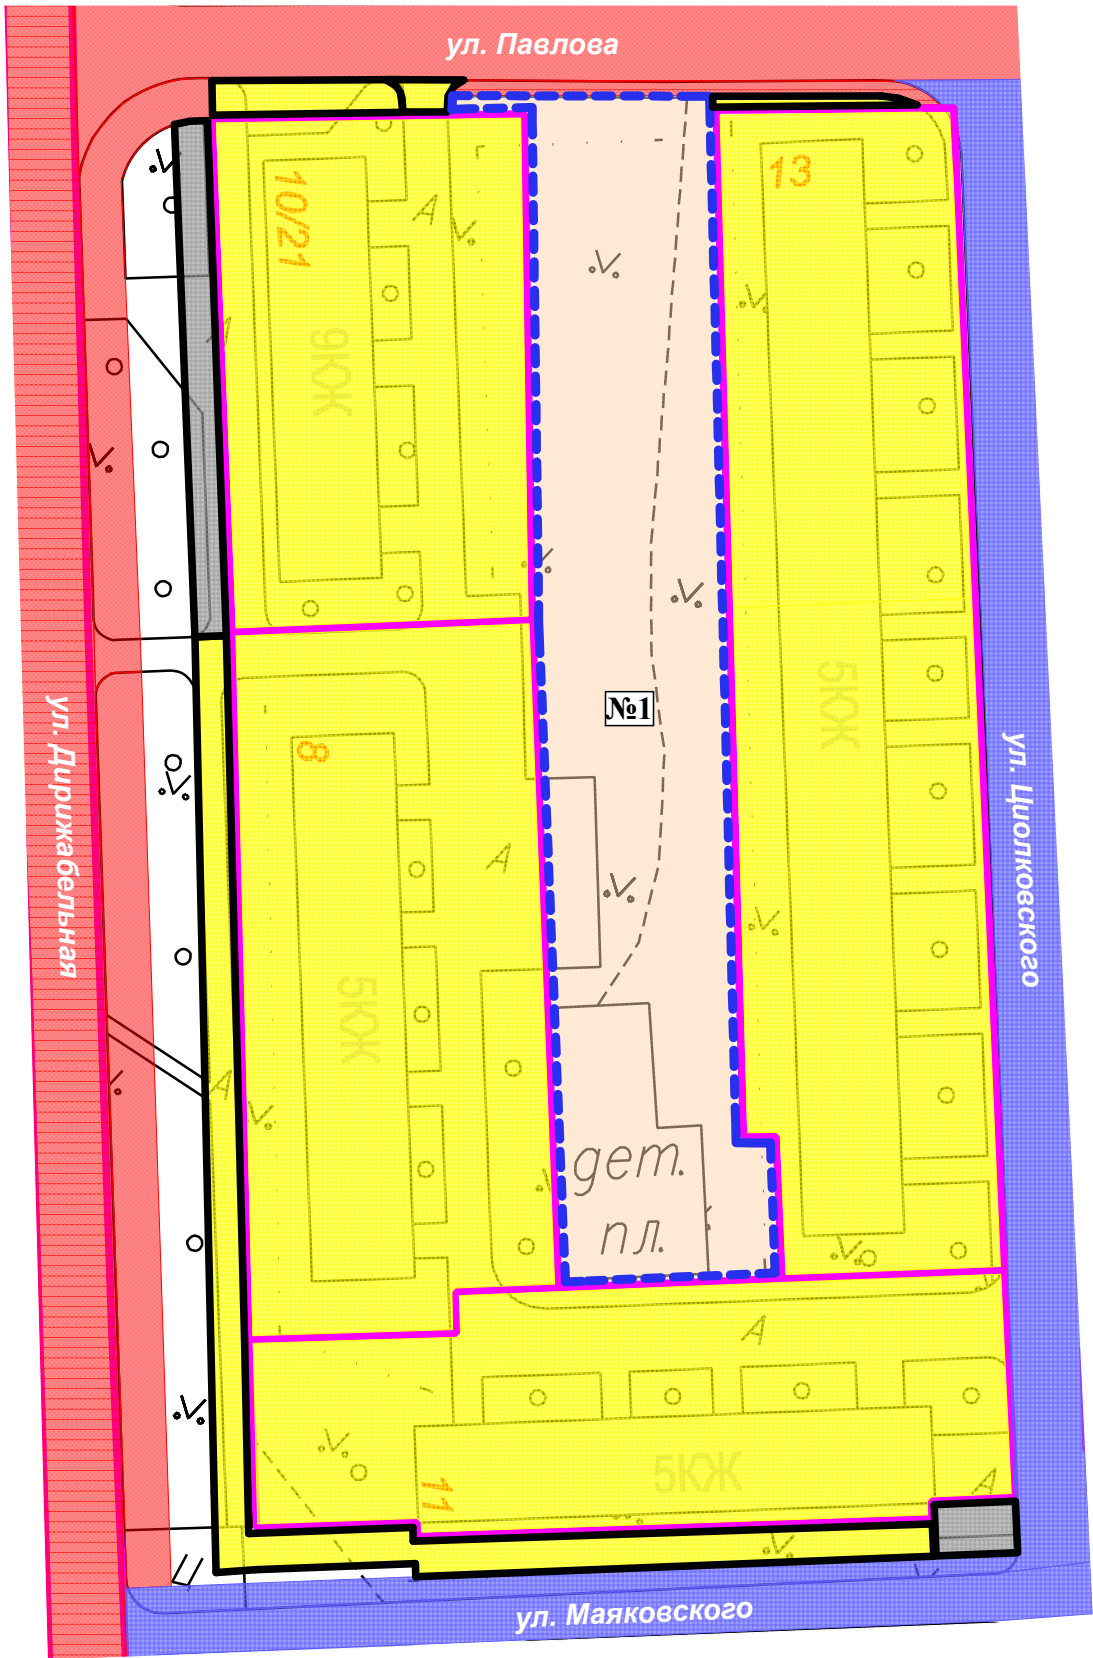 ул. Павлова
13
10/21
А
9КЖ
А
5КЖ
№1
ул. Дирижабельная
8
ул. Циолковского
А
5КЖ
А
дет.
пл.
А
5КЖ
11
А
ул. Маяковского